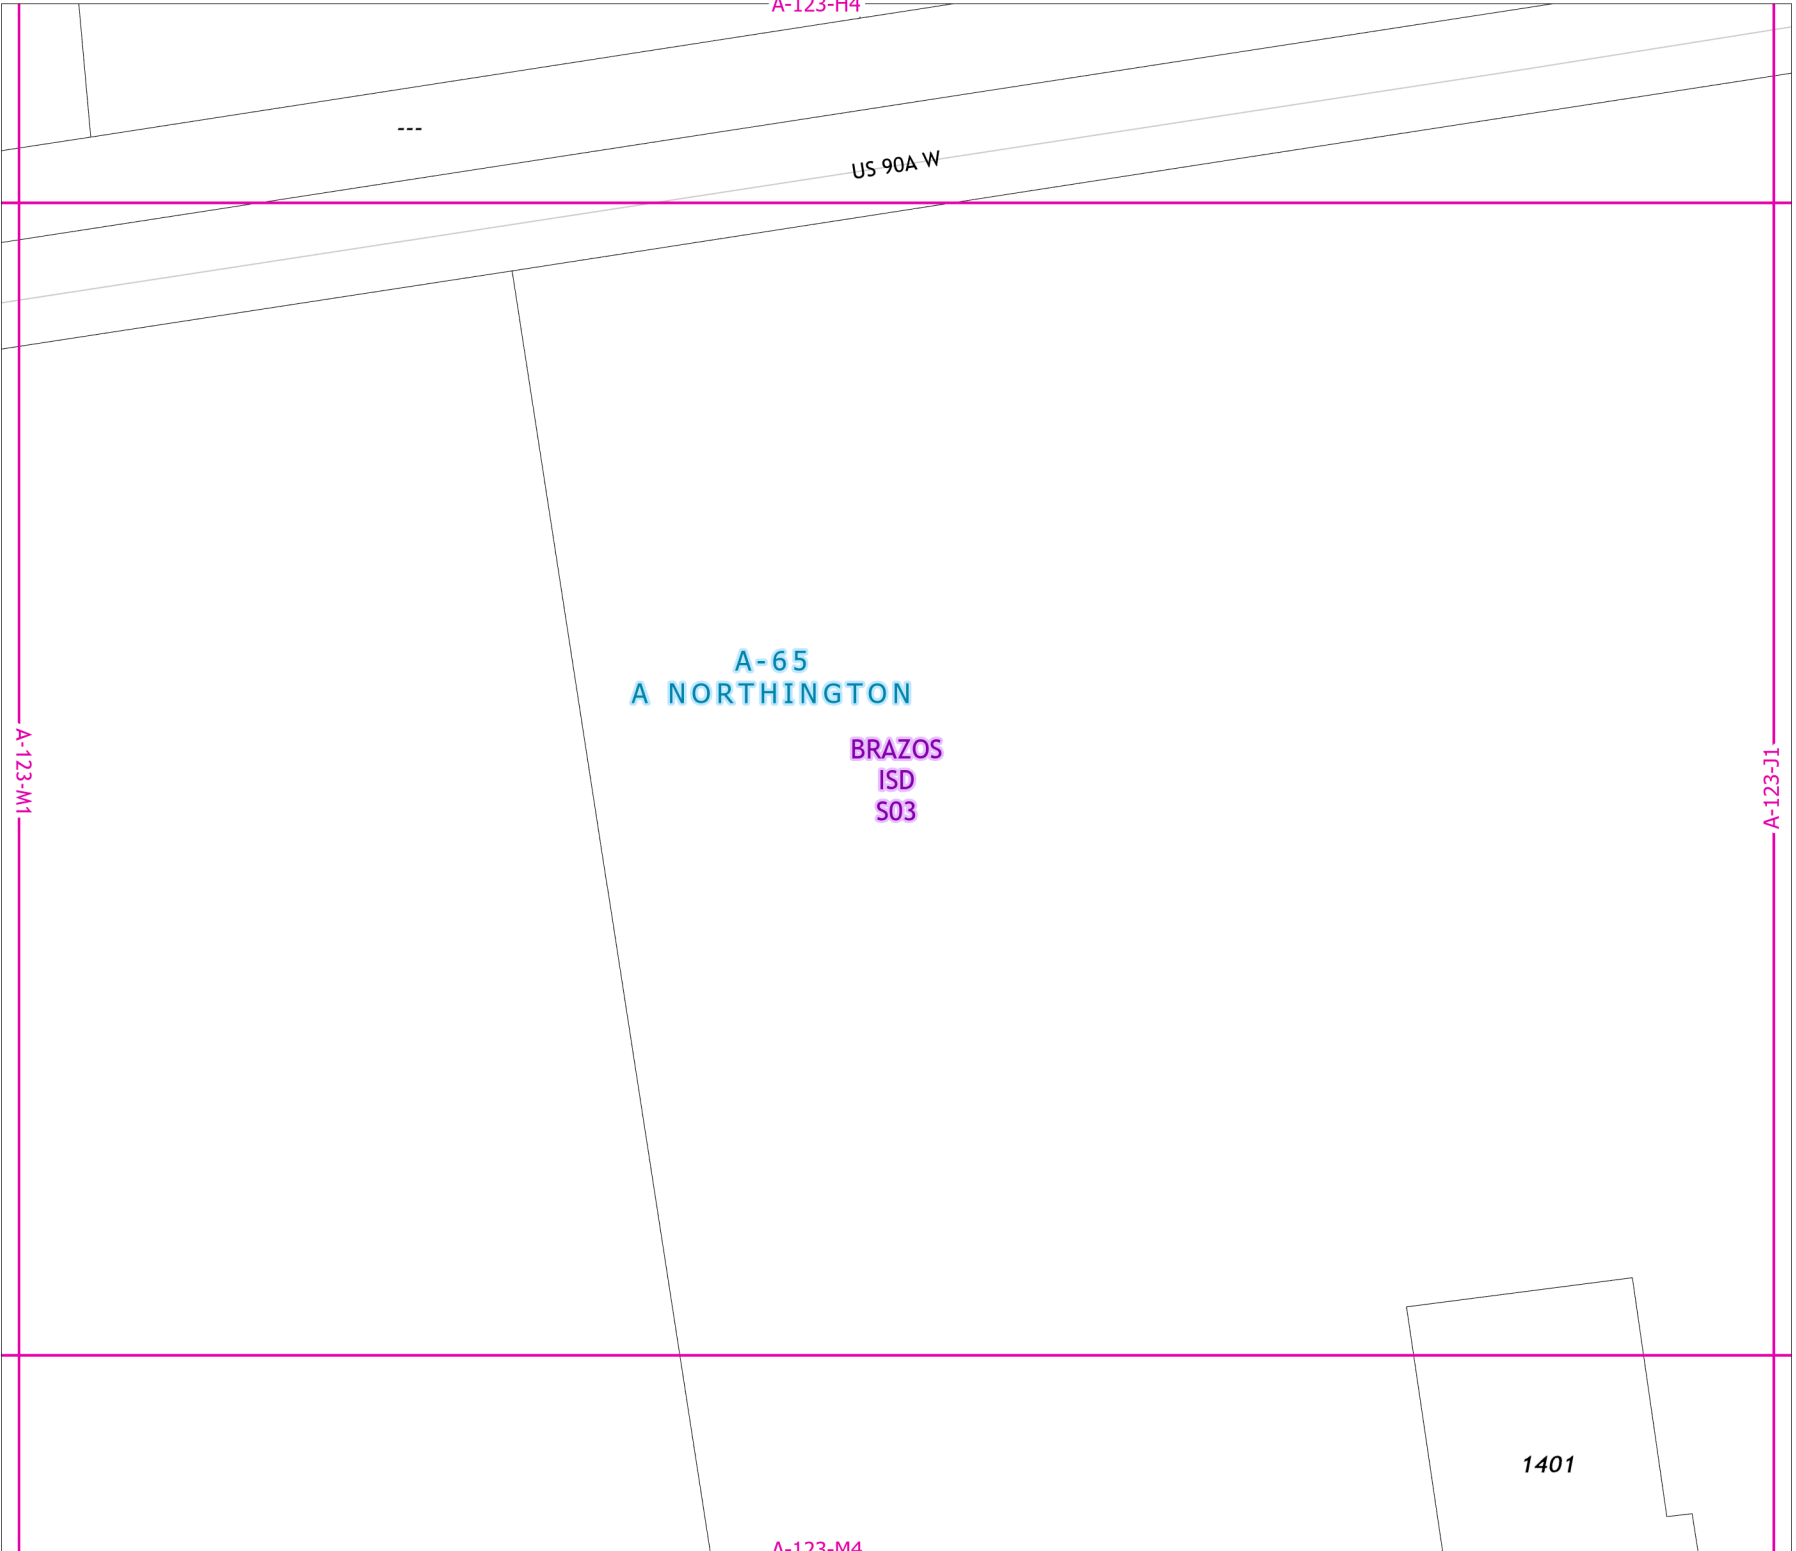 A-123-H4
---
US 90A W
A-65
A NORTHINGTON
BRAZOS
ISD
S03
A-123-M1
A-123-J1
1401
A-123-M4